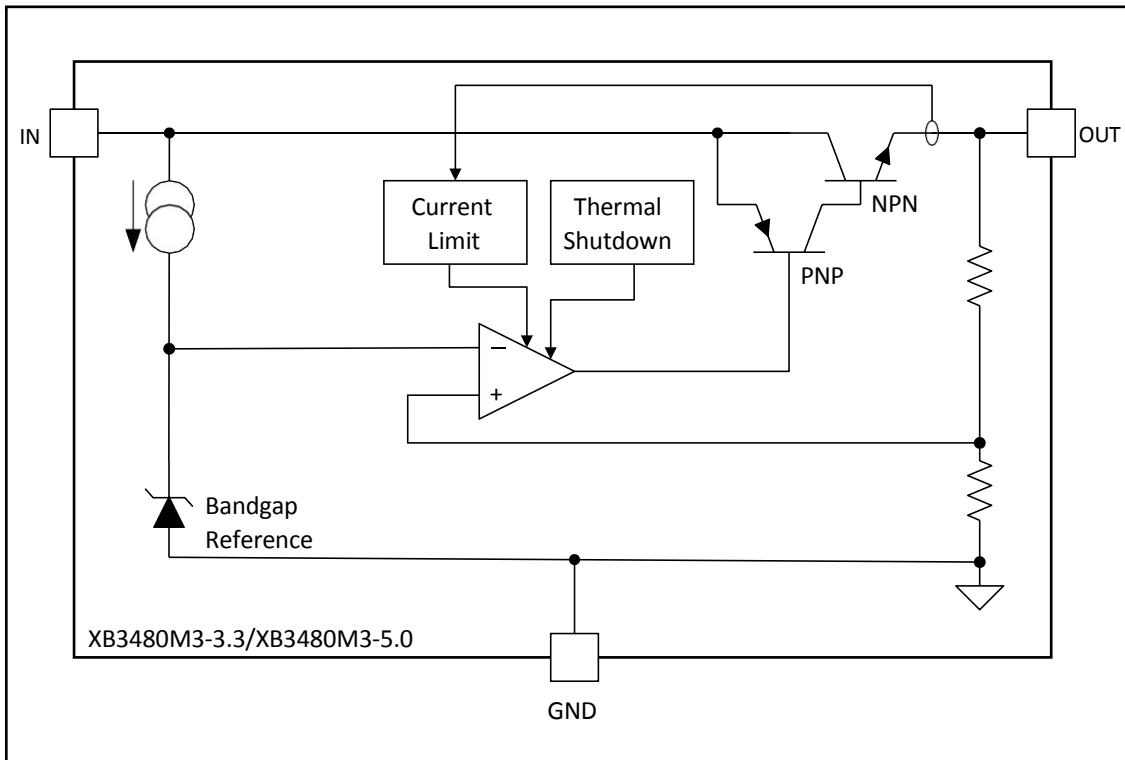 IN
OUT
Current
Limit
Thermal
Shutdown
NPN
PNP
−
+
Bandgap
Reference
XB3480M3-3.3/XB3480M3-5.0
GND